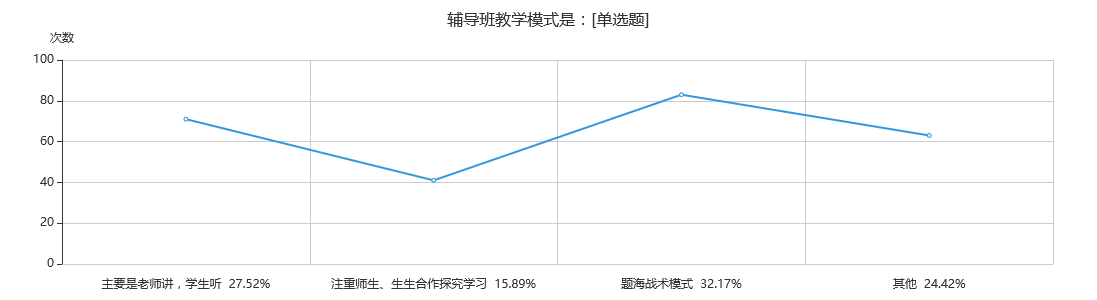 辅导班教学模式是：[单选题]
次数
100
80
60
40
20
0
主要是老师讲，学生听 27.52%
注重师生、生生合作探究学习 15.89%
题海战术模式 32.17%
其他 24.42%